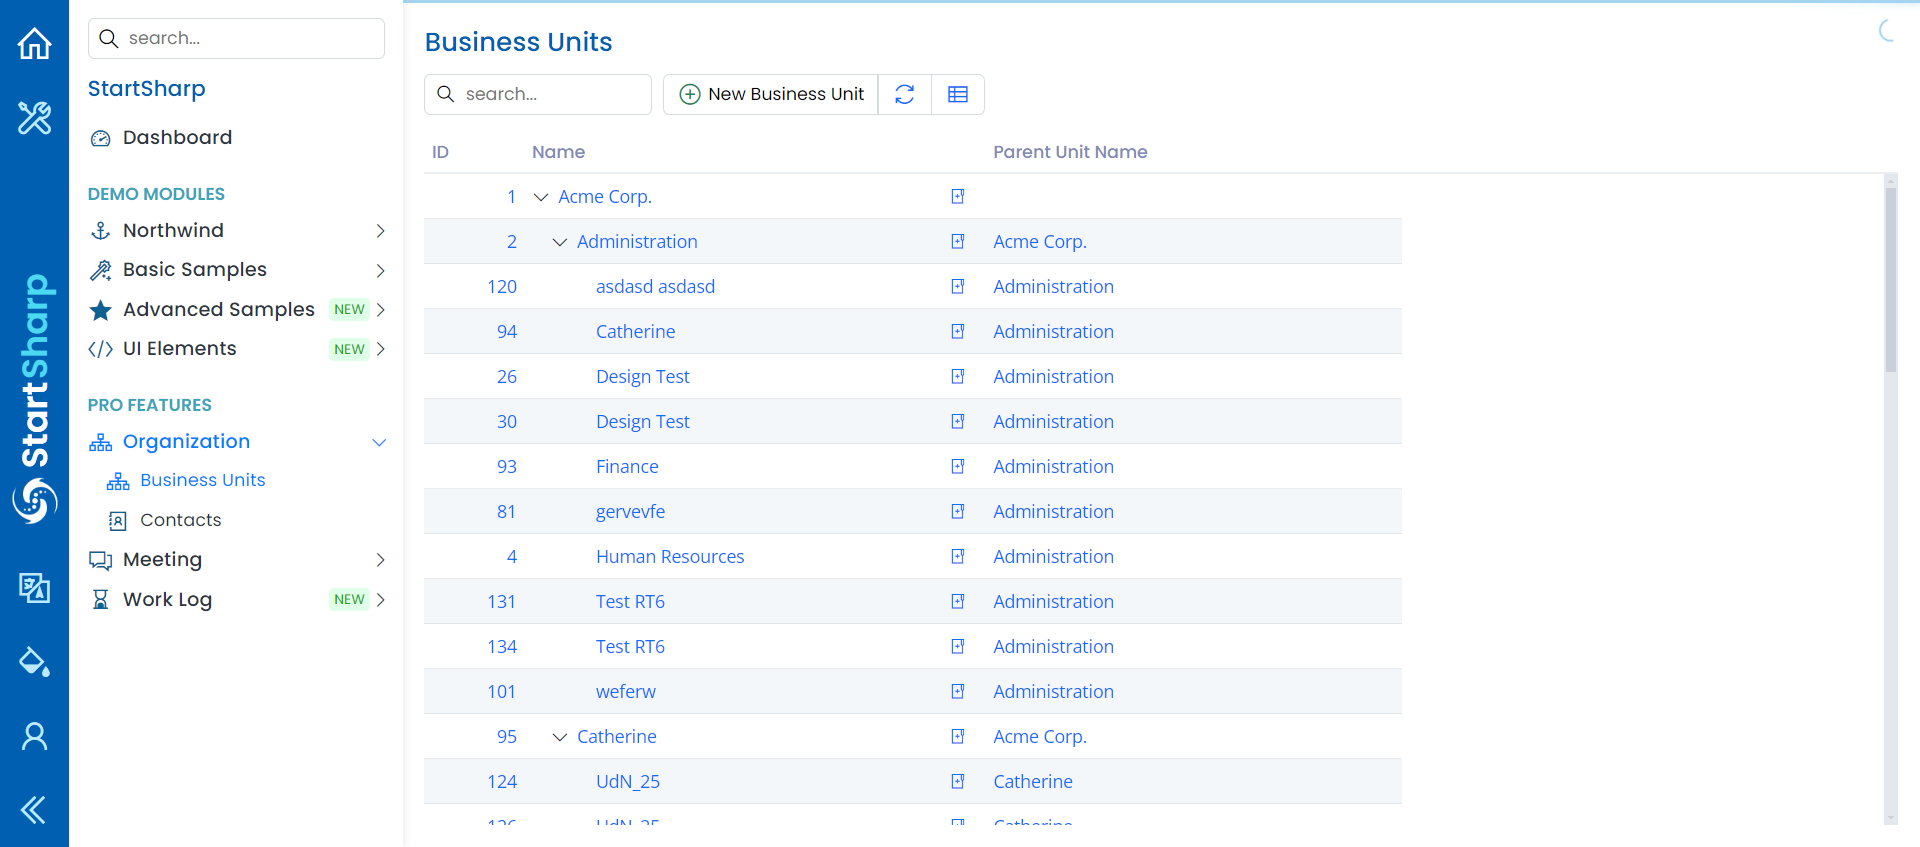 StartSharp
search...
StartSharp
Dashboard
DEMO MODULES
Northwind
Basic Samples
Advanced Samples NEW
UI Elements NEW
PRO FEATURES
Organization
Business Units
Contacts
Meeting
Work Log NEW
Business Units
search... New Business Unit
ID Name Parent Unit Name
1 Acme Corp.
2 Administration Acme Corp.
120 asdasd asdasd Administration
94 Catherine Administration
26 Design Test Administration
30 Design Test Administration
93 Finance Administration
81 gervevfe Administration
4 Human Resources Administration
131 Test RT6 Administration
134 Test RT6 Administration
101 weferw Administration
95 Catherine Acme Corp.
124 UdN_25 Catherine
126 UdN_25 Catherine